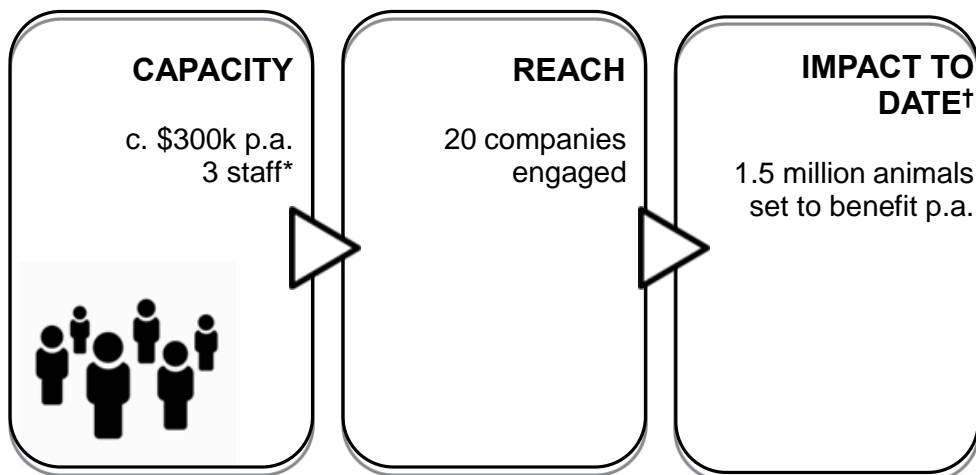 CAPACITY
c. $300k p.a.
3 staff*
REACH
20 companies
engaged
IMPACT TO
DATE†
1.5 million animals
set to benefit p.a.